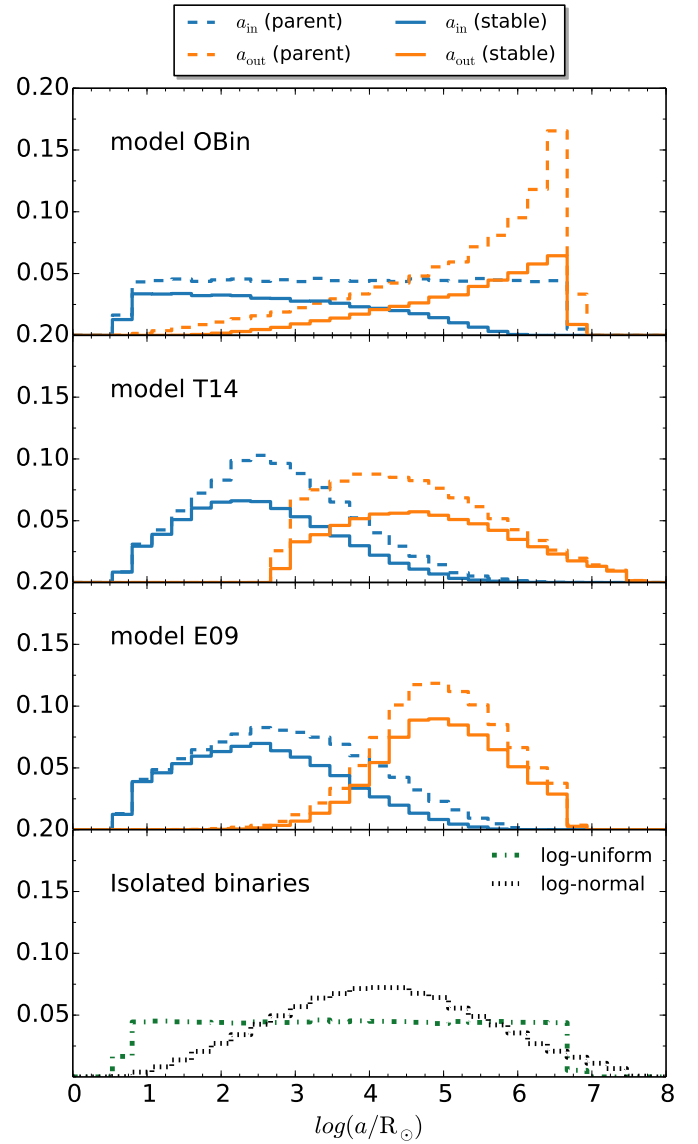 a_in (parent) a_in (stable)
a_out (parent) a_out (stable)
0.20
model OBin
0.15
0.10
0.05
0.20
model T14
0.15
0.10
0.05
0.20
model E09
0.15
0.10
0.05
0.20
log-uniform
Isolated binaries
log-normal
0.15
0.10
0.05
0 1 2 3 4 5 6 7 8
log(a/R⊙)